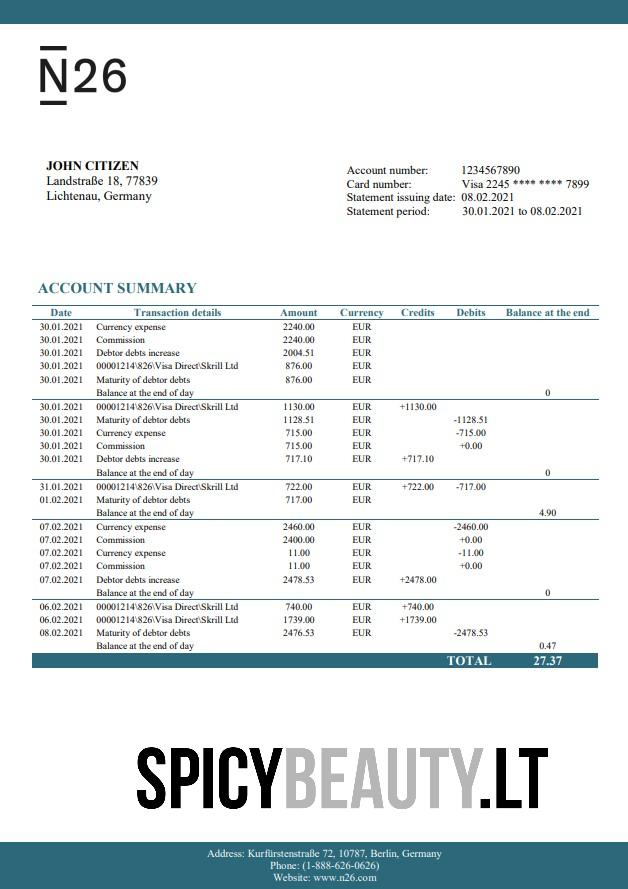 N26
JOHN CITIZEN
Landstraße 18, 77839
Lichtenau, Germany
Account number: 1234567890
Card number: Visa 2245 **** **** 7899
Statement issuing date: 08.02.2021
Statement period: 30.01.2021 to 08.02.2021
ACCOUNT SUMMARY
Date Transaction details Amount Currency Credits Debits Balance at the end
30.01.2021 Currency expense 2240.00 EUR
30.01.2021 Commission 2240.00 EUR
30.01.2021 Debtor debts increase 2004.51 EUR
30.01.2021 00001214\826\Visa Direct\Skrill Ltd 876.00 EUR
30.01.2021 Maturity of debtor debts 876.00 EUR
Balance at the end of day 0
30.01.2021 00001214\826\Visa Direct\Skrill Ltd 1130.00 EUR +1130.00
30.01.2021 Maturity of debtor debts 1128.51 EUR -1128.51
30.01.2021 Currency expense 715.00 EUR -715.00
30.01.2021 Commission 715.00 EUR +0.00
30.01.2021 Debtor debts increase 717.10 EUR +717.10
Balance at the end of day 0
31.01.2021 00001214\826\Visa Direct\Skrill Ltd 722.00 EUR +722.00 -717.00
01.02.2021 Maturity of debtor debts 717.00 EUR
Balance at the end of day 4.90
07.02.2021 Currency expense 2460.00 EUR -2460.00
07.02.2021 Commission 2400.00 EUR +0.00
07.02.2021 Currency expense 11.00 EUR -11.00
07.02.2021 Commission 11.00 EUR +0.00
07.02.2021 Debtor debts increase 2478.53 EUR +2478.00
Balance at the end of day 0
06.02.2021 00001214\826\Visa Direct\Skrill Ltd 740.00 EUR +740.00
06.02.2021 00001214\826\Visa Direct\Skrill Ltd 1739.00 EUR +1739.00
08.02.2021 Maturity of debtor debts 2476.53 EUR -2478.53
Balance at the end of day 0.47
TOTAL 27.37
SPICYBEAUTY.LT
Address: Kurfürstenstraße 72, 10787, Berlin, Germany
Phone: (1-888-626-0626)
Website: www.n26.com